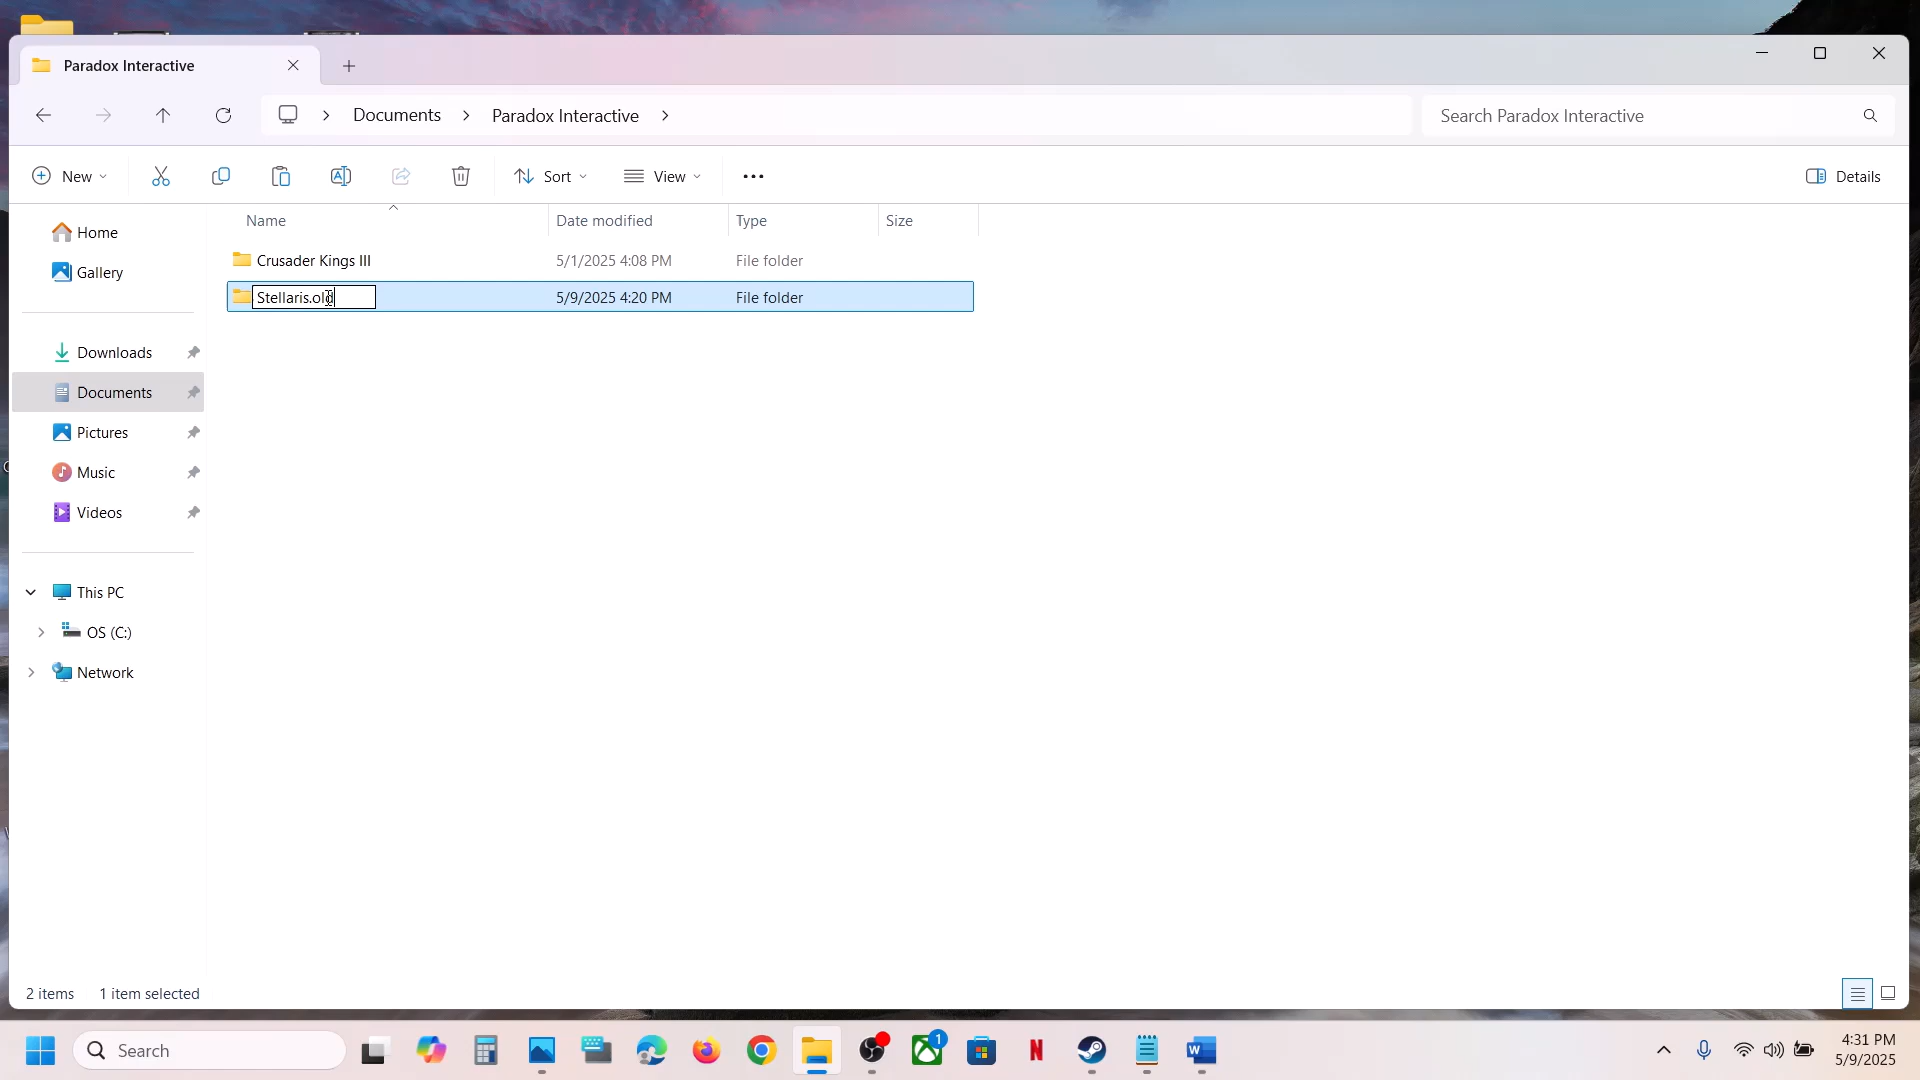 Paradox Interactive
Documents
Paradox Interactive
Search Paradox Interactive
New
Sort
View
Details
Name
Date modified
Type
Size
Crusader Kings III
5/1/2025 4:08 PM
File folder
Stellaris.old
5/9/2025 4:20 PM
File folder
Home
Gallery
Downloads
Documents
Pictures
Music
Videos
This PC
OS (C:)
Network
2 items
1 item selected
Search
1
4:31 PM
5/9/2025